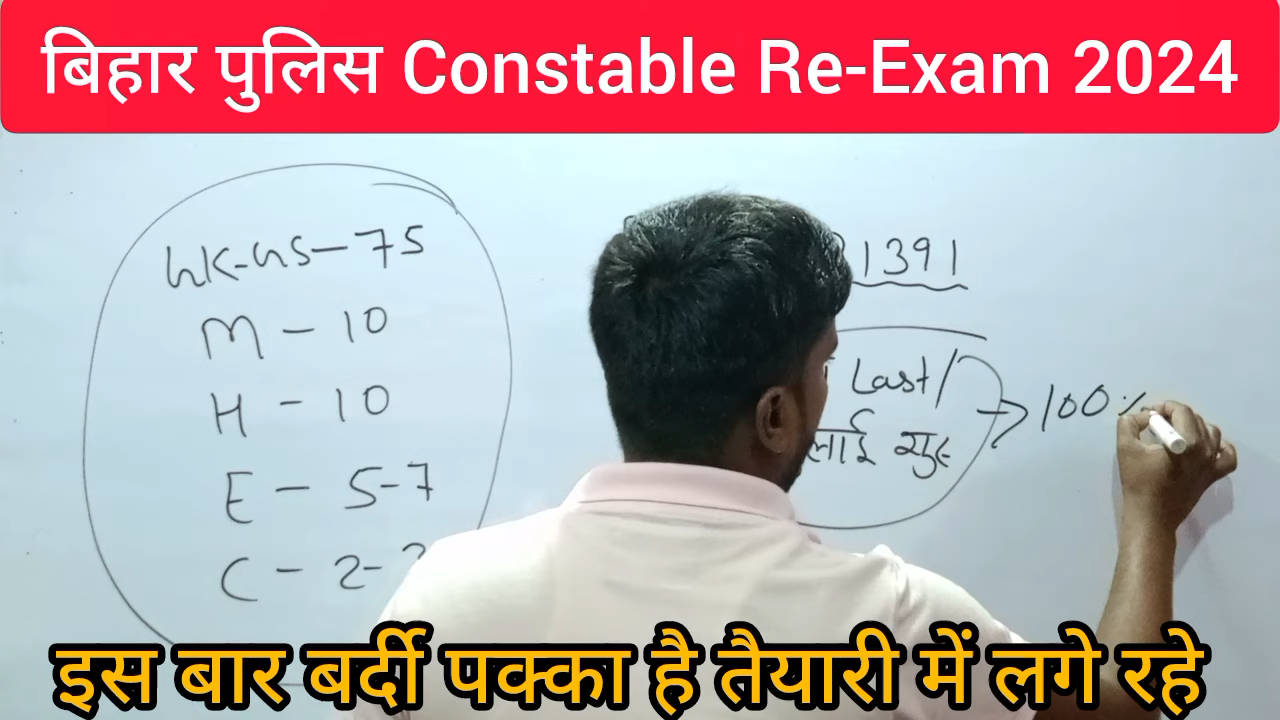 बिहार पुलिस Constable Re-Exam 2024
GK-GS-75
M - 10
H - 10
E - 5-7
C - 2-
1391
Last/
→ 100%
इस बार बर्दी पक्का है तैयारी में लगे रहे